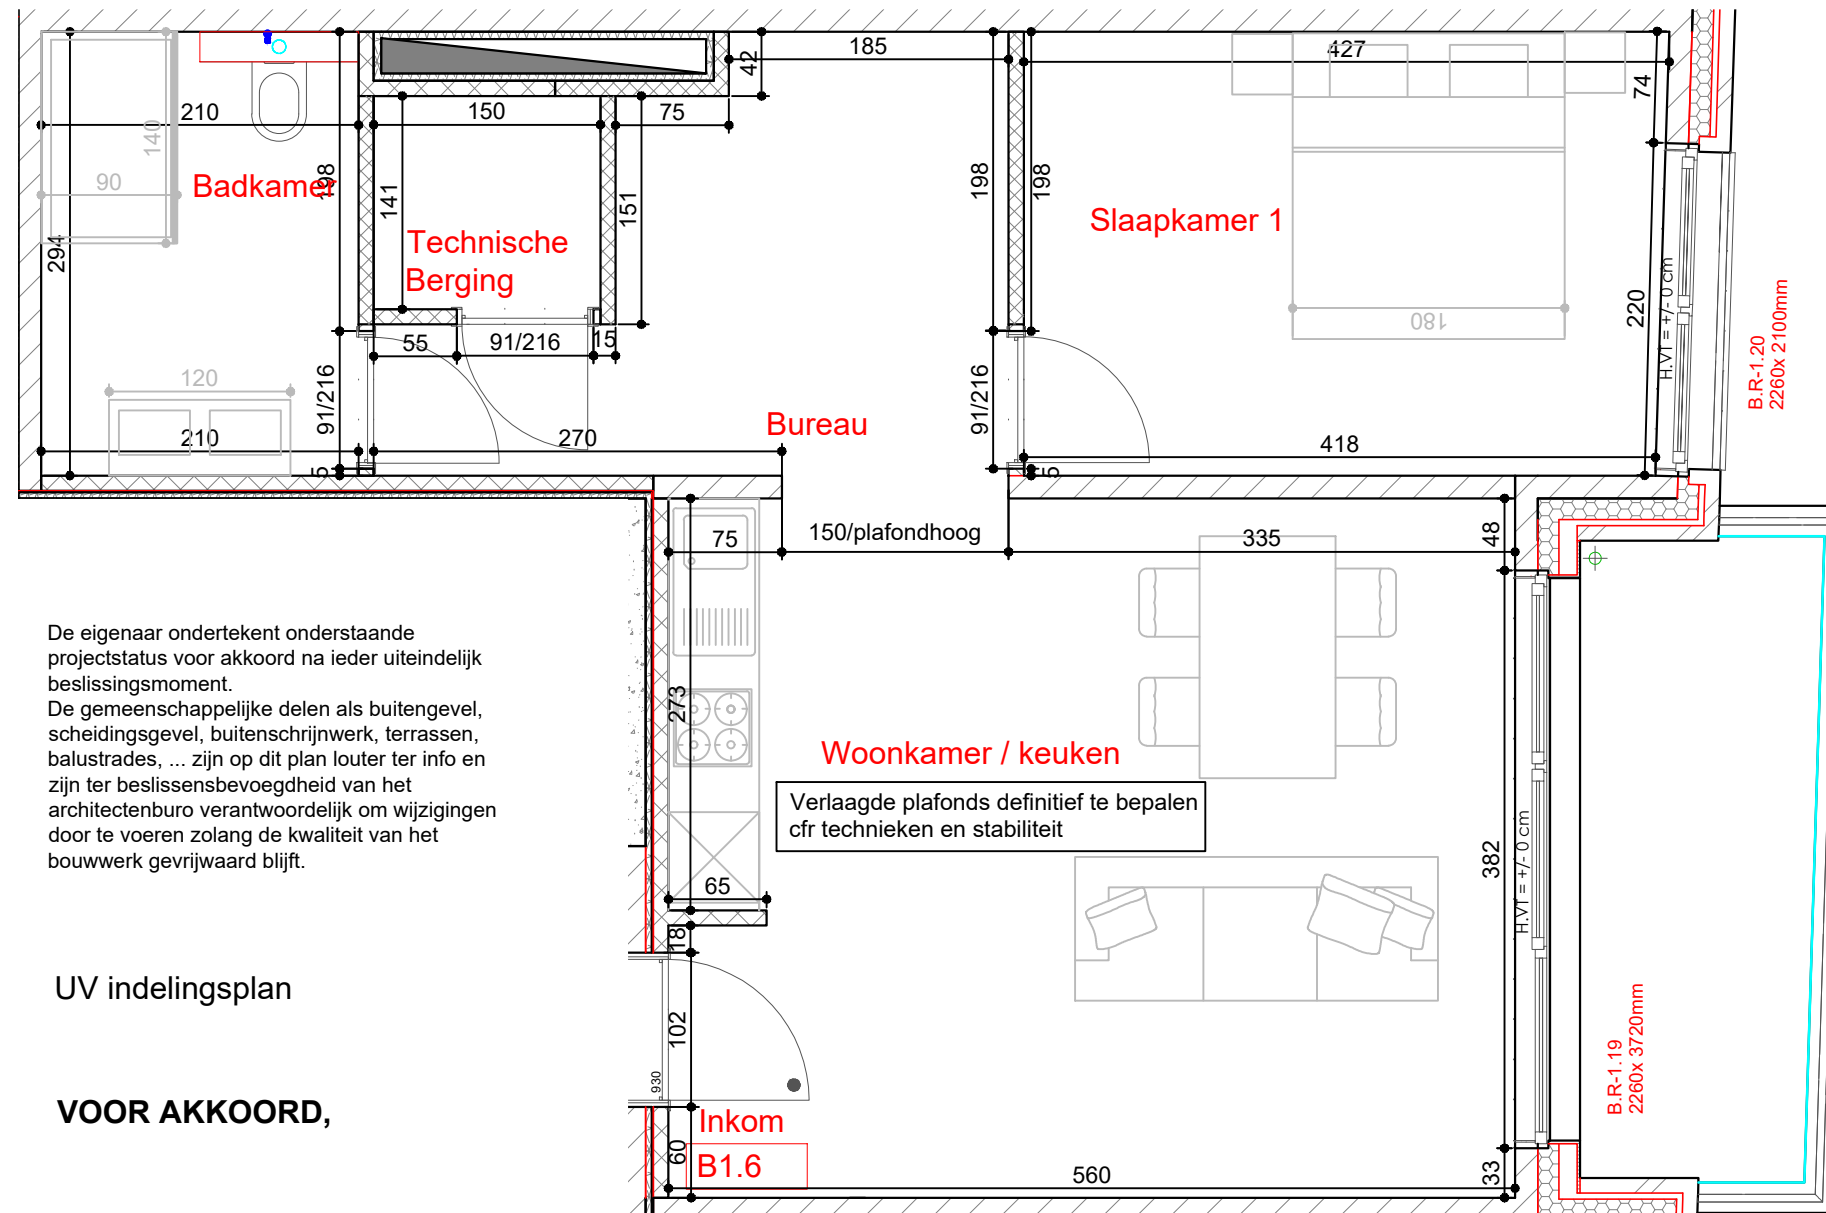 185
427
42
74
210
150
75
140
90
Badkamer
198
141
151
198
198
Slaapkamer 1
Technische
Berging
294
220
H.VT = +/- 0 cm
180
B.R-1.20
2260x 2100mm
55
91/216
15
120
91/216
91/216
Bureau
210
270
418
5
5
75
150/plafondhoog
335
48
De eigenaar ondertekent onderstaande
projectstatus voor akkoord na ieder uiteindelijk
beslissingsmoment.
De gemeenschappelijke delen als buitengevel,
scheidingsgevel, buitenschrijnwerk, terrassen,
balustrades, ... zijn op dit plan louter ter info en
zijn ter beslissensbevoegdheid van het
architectenburo verantwoordelijk om wijzigingen
door te voeren zolang de kwaliteit van het
bouwwerk gevrijwaard blijft.
273
Woonkamer / keuken
Verlaagde plafonds definitief te bepalen
cfr technieken en stabiliteit
382
H.VT = +/- 0 cm
65
18
UV indelingsplan
102
930
B.R-1.19
2260x 3720mm
VOOR AKKOORD,
Inkom
60
B1.6
560
33